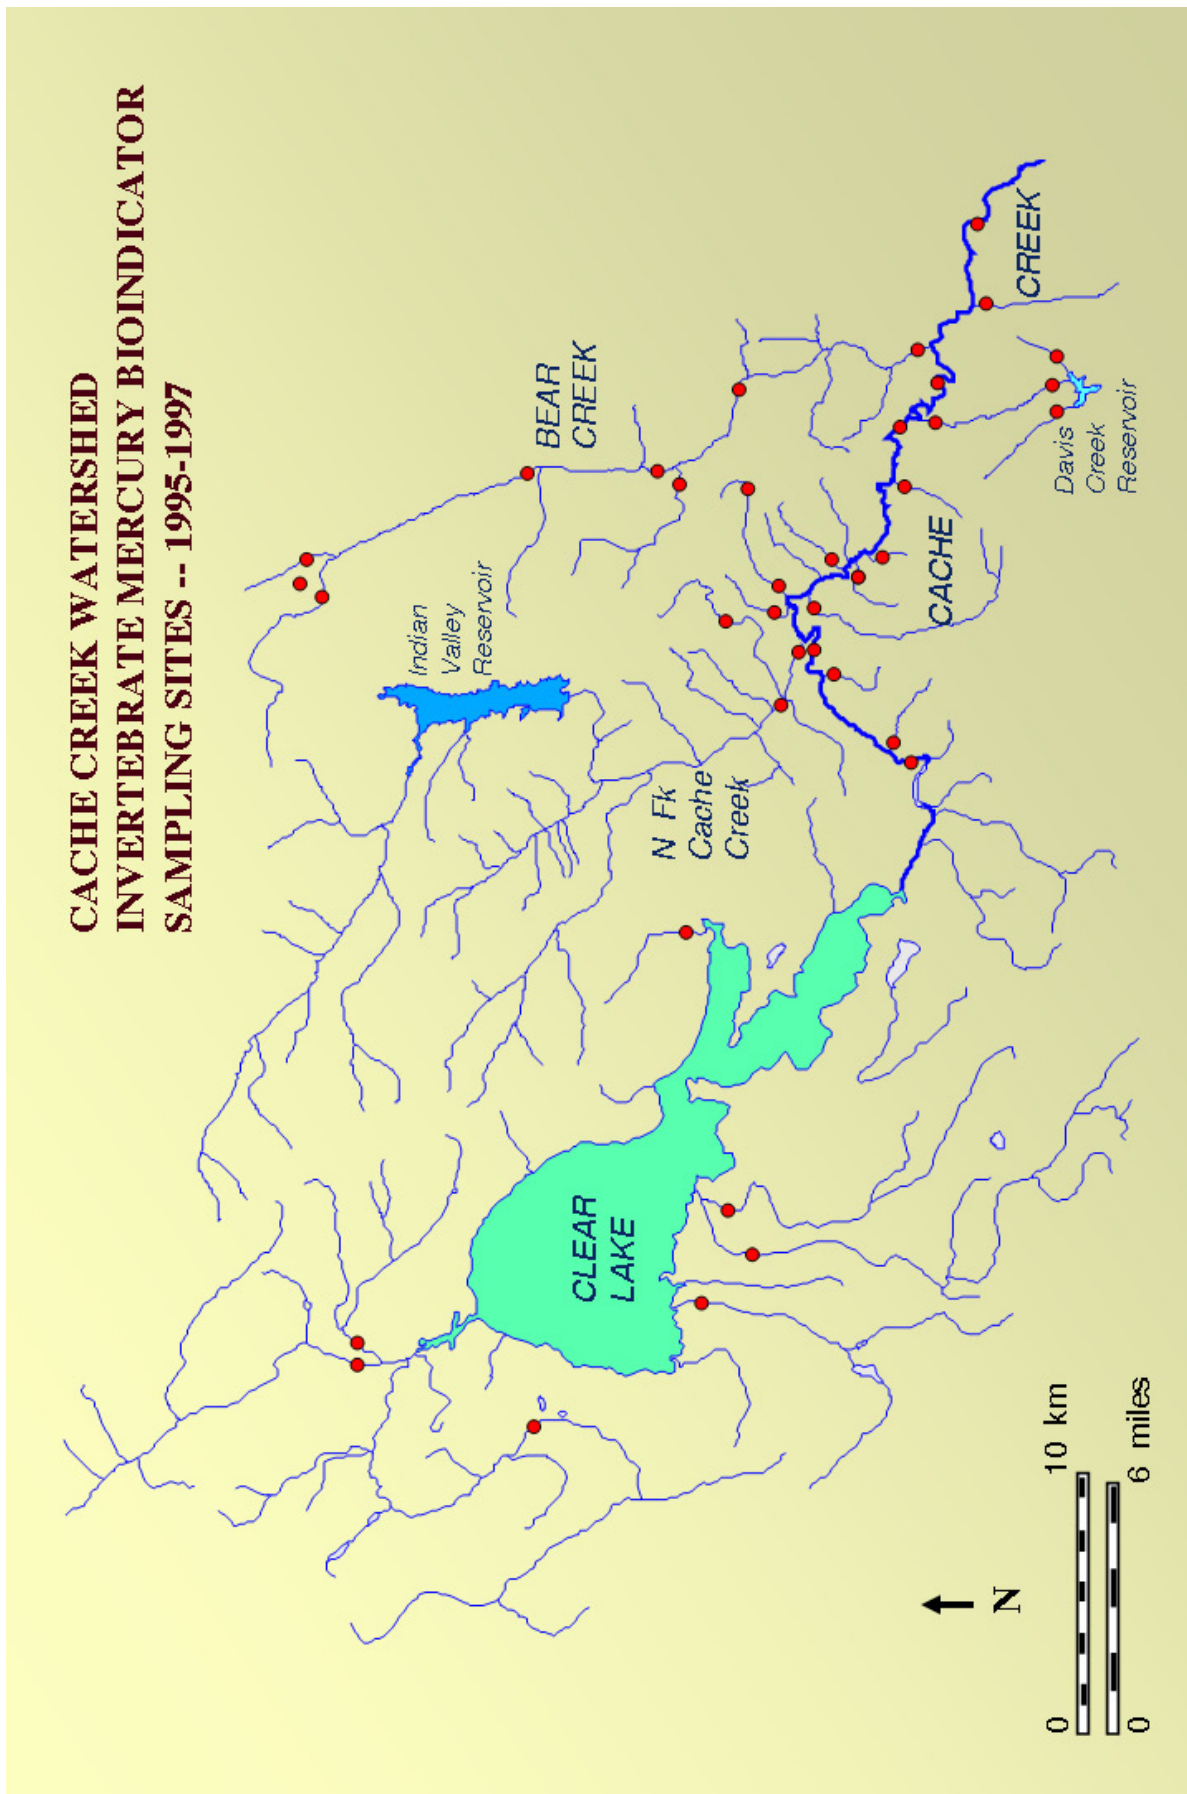 CACHE CREEK WATERSHED
INVERTEBRATE MERCURY BIOINDICATOR
SAMPLING SITES -- 1995-1997
BEAR
CREEK
Indian
Valley
Reservoir
N Fk
Cache
Creek
CLEAR
LAKE
CACHE
CREEK
Davis
Creek
Reservoir
N
0
10 km
0
6 miles